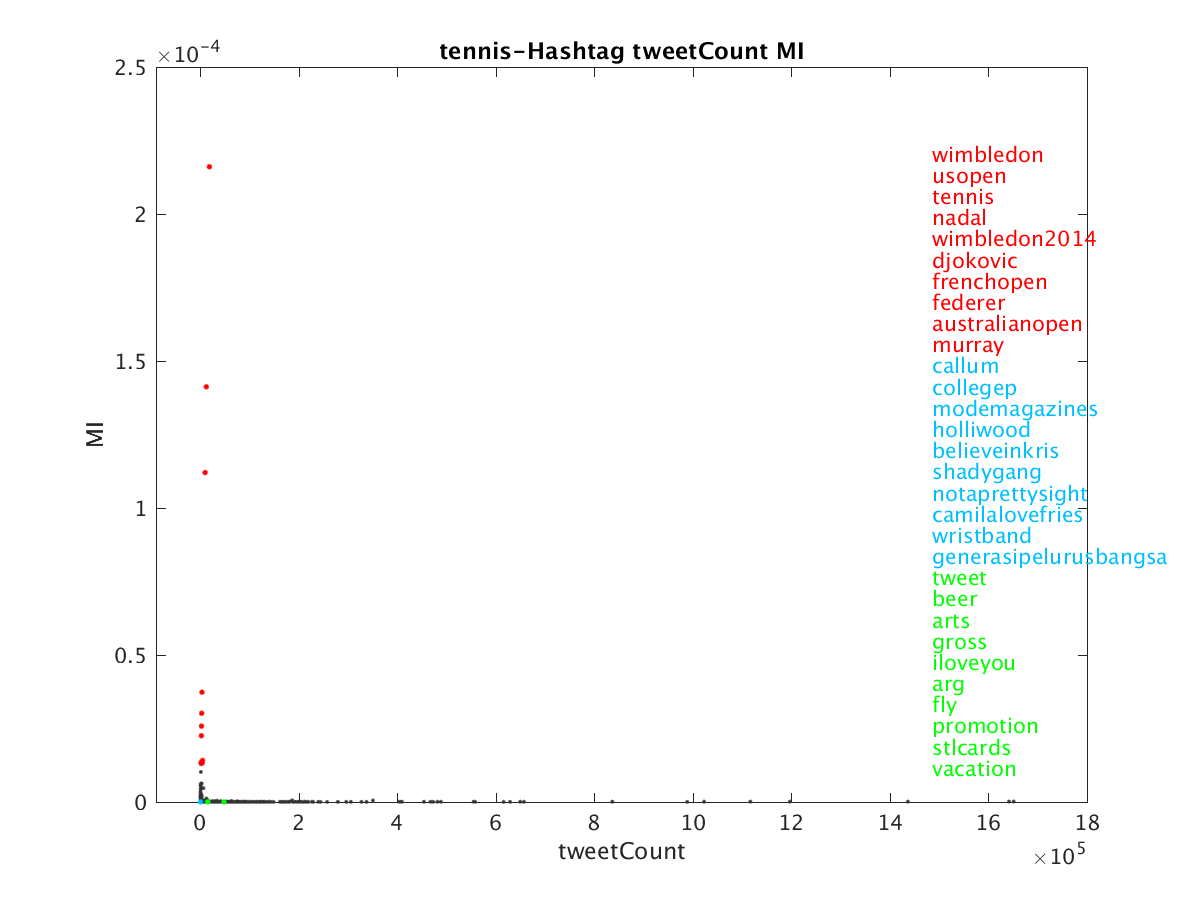 tennis-Hashtag tweetCount MI
×10^-4
2.5
2
1.5
1
0.5
0
MI
wimbledon
usopen
tennis
nadal
wimbledon2014
djokovic
frenchopen
federer
australianopen
murray
callum
collegep
modemagazines
holliwood
believeinkris
shadygang
notaprettysight
camilalovefries
wristband
generasipelurusbangsa
tweet
beer
arts
gross
iloveyou
arg
fly
promotion
stlcards
vacation
0 2 4 6 8 10 12 14 16 18
tweetCount
×10^5